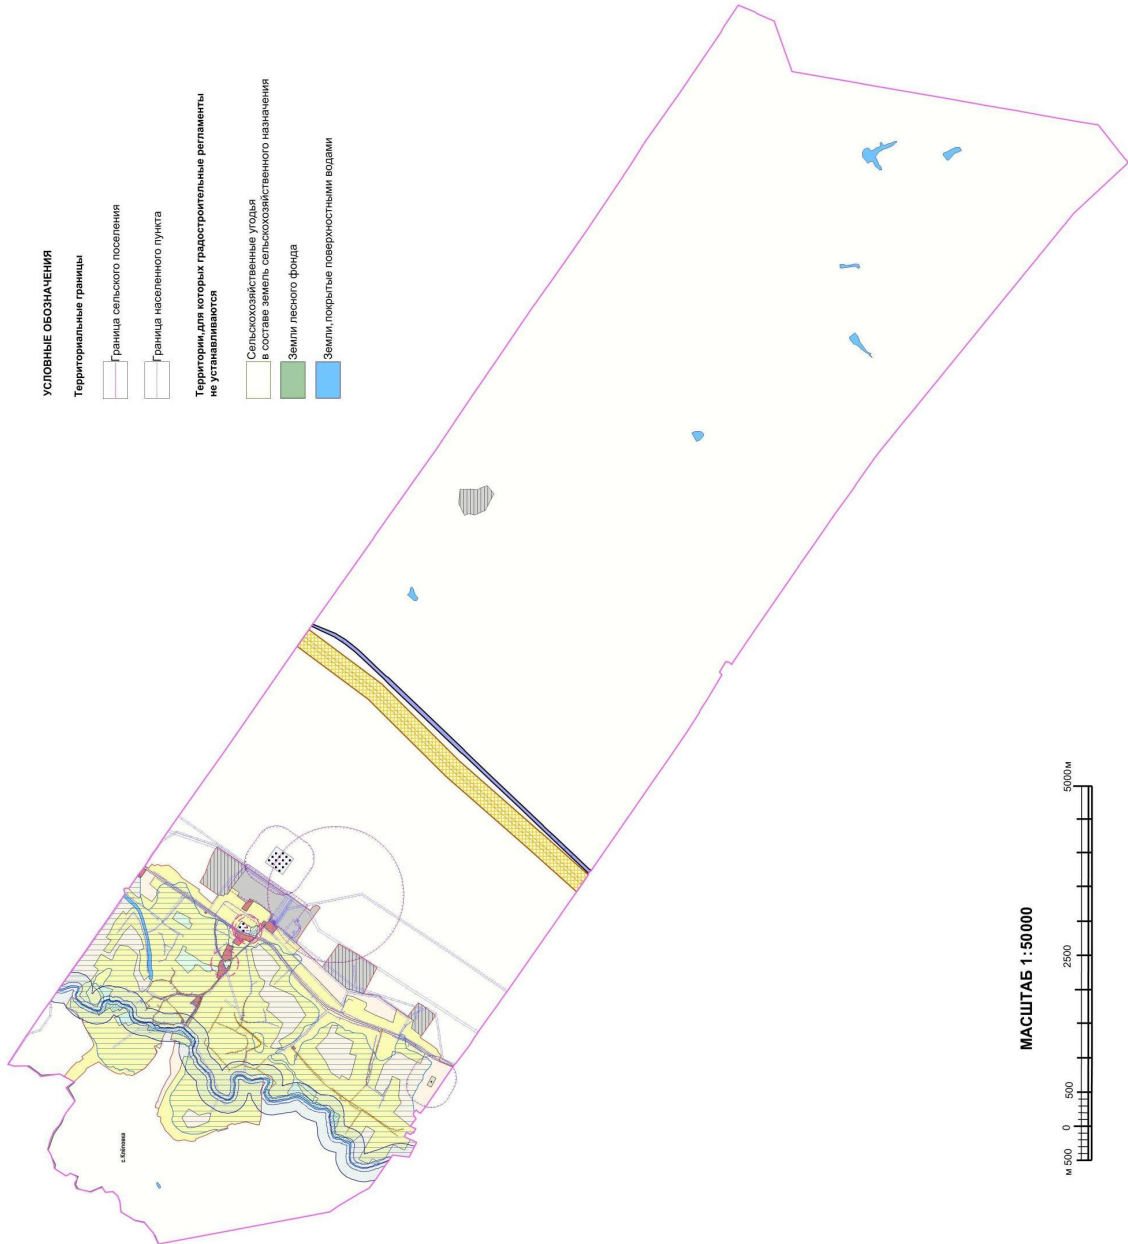 УСЛОВНЫЕ ОБОЗНАЧЕНИЯ
Территориальные границы
Граница сельского поселения
Граница населенного пункта
Территории,для которых градостроительные регламенты
не устанавливаются
Сельскохозяйственные угодья
в составе земель сельскохозяйственного назначения
Земли лесного фонда
Земли,покрытые поверхностными водами
с.Клёповка
МАСШТАБ 1:50000
м 500 0 500 2500 5000м